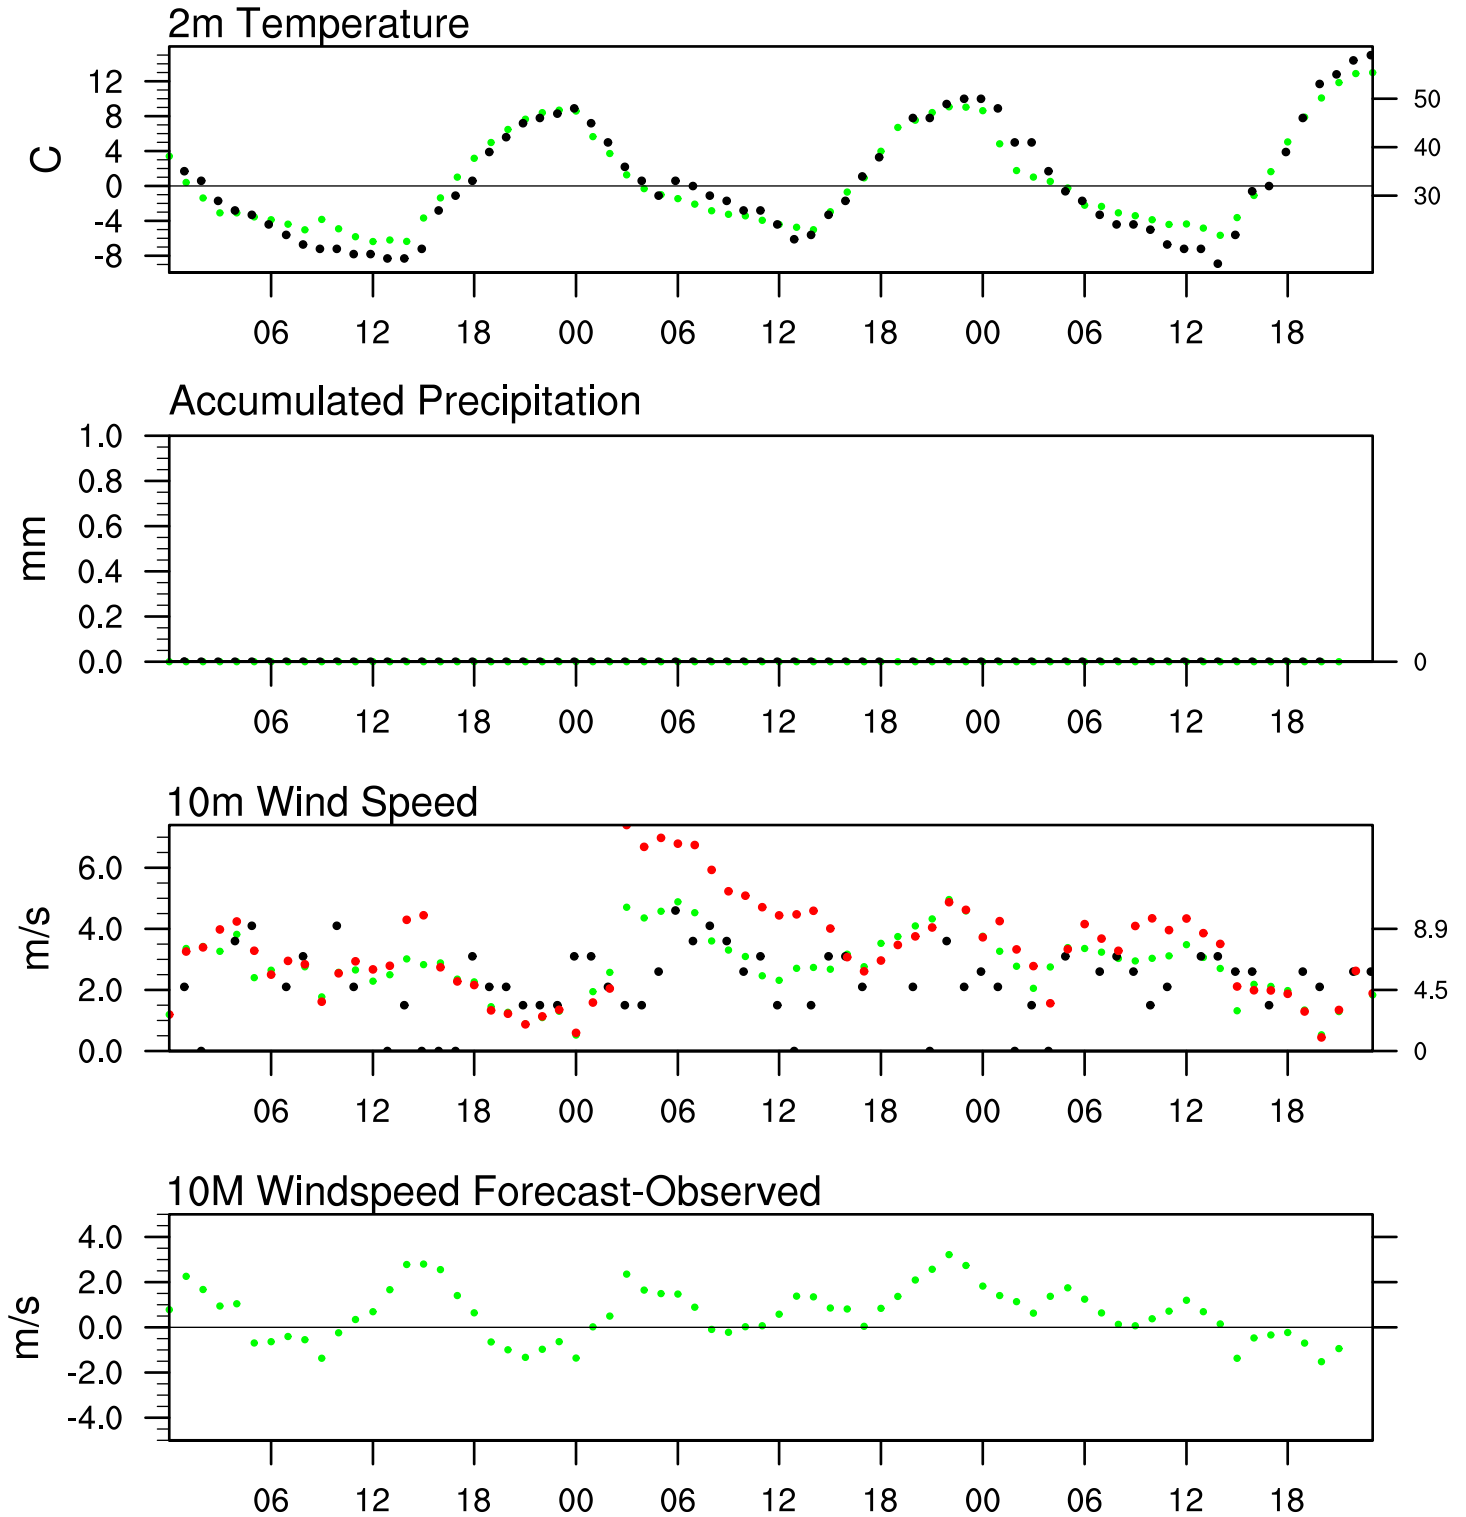 2m Temperature
C
12
8
4
0
-4
-8
50
40
30
06 12 18 00 06 12 18 00 06 12 18
Accumulated Precipitation
mm
1.0
0.8
0.6
0.4
0.2
0.0
0
06 12 18 00 06 12 18 00 06 12 18
10m Wind Speed
m/s
6.0
4.0
2.0
0.0
8.9
4.5
0
06 12 18 00 06 12 18 00 06 12 18
10M Windspeed Forecast-Observed
m/s
4.0
2.0
0.0
-2.0
-4.0
06 12 18 00 06 12 18 00 06 12 18